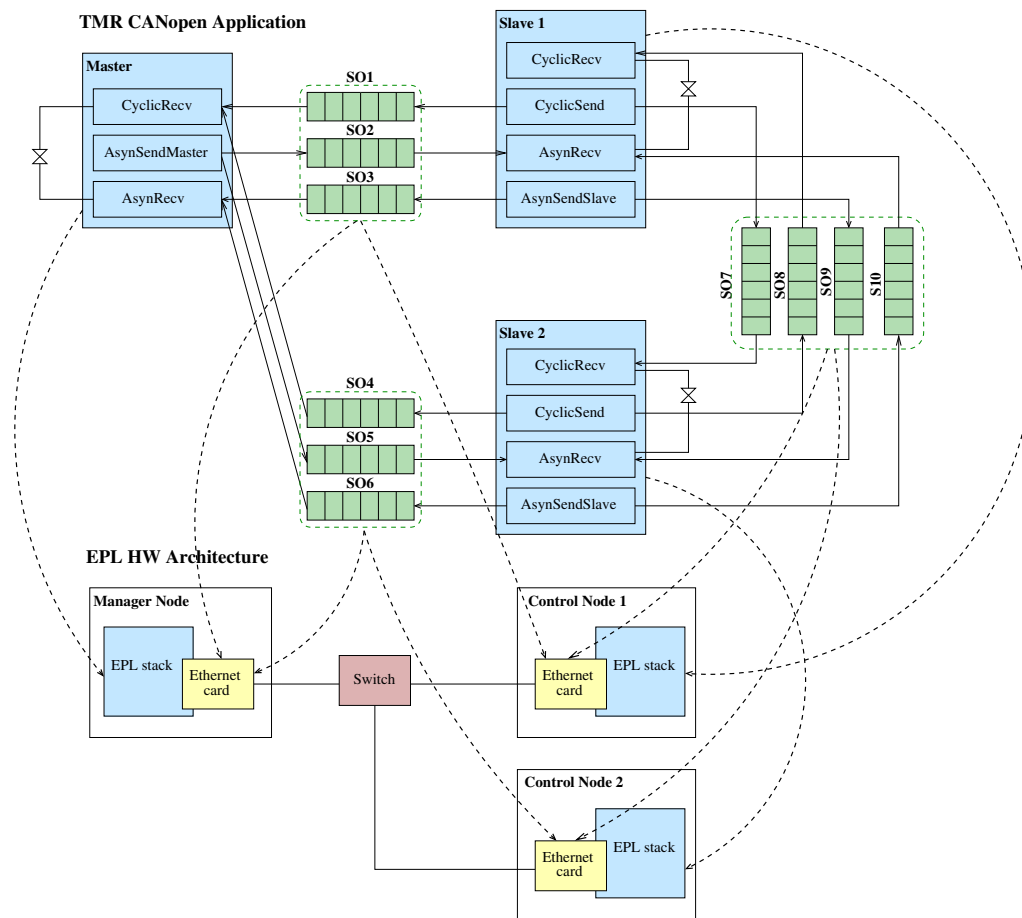 TMR CANopen Application
Slave 1
CyclicRecv
CyclicSend
AsynRecv
AsynSendSlave
Master
CyclicRecv
AsynSendMaster
AsynRecv
SO1
SO2
SO3
SO7
SO8
SO9
S10
Slave 2
CyclicRecv
CyclicSend
AsynRecv
AsynSendSlave
SO4
SO5
SO6
EPL HW Architecture
Manager Node
EPL stack
Ethernet
card
Switch
Control Node 1
Ethernet
card
EPL stack
Control Node 2
Ethernet
card
EPL stack